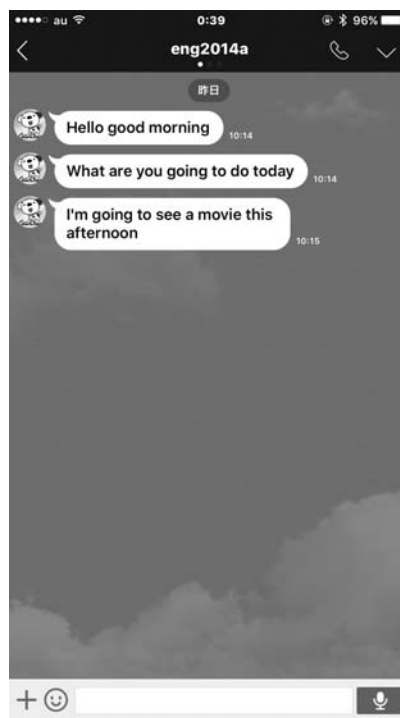 au 0:39 96%
eng2014a
昨日
Hello good morning
10:14
What are you going to do today
10:14
I'm going to see a movie this
afternoon
10:15